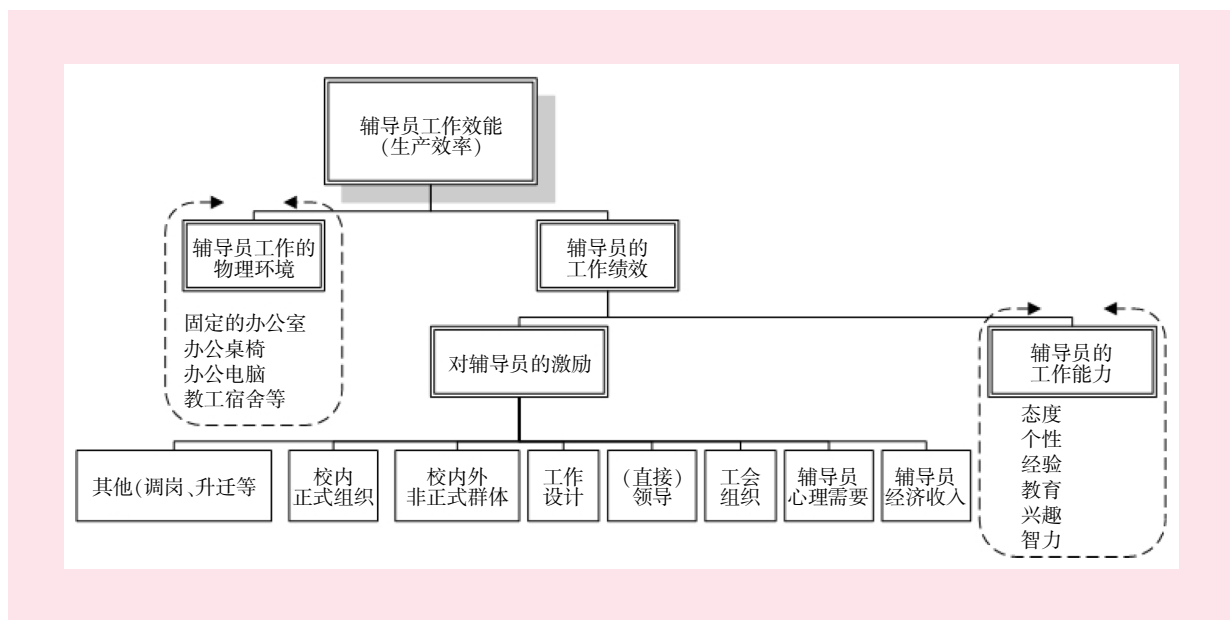 辅导员工作效能
(生产效率)
辅导员工作的
物理环境
固定的办公室
办公桌椅
办公电脑
教工宿舍等
辅导员的
工作绩效
对辅导员的激励
辅导员的
工作能力
态度
个性
经验
教育
兴趣
智力
其他(调岗、升迁等
校内
正式组织
校内外
非正式群体
工作
设计
(直接)
领导
工会
组织
辅导员
心理需要
辅导员
经济收入